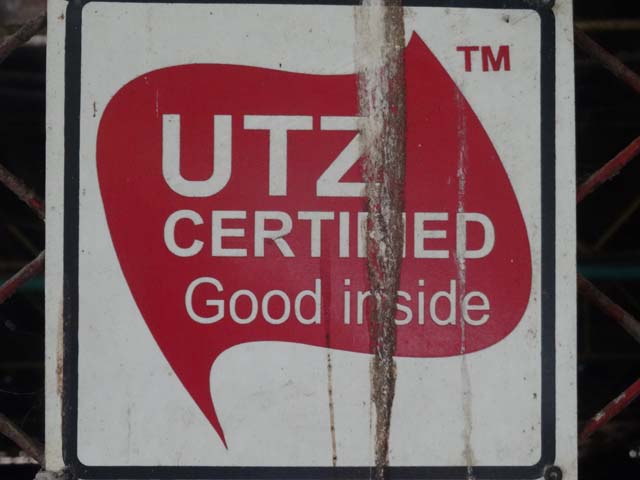 TM
UTZ
CERTIFIED
Good inside